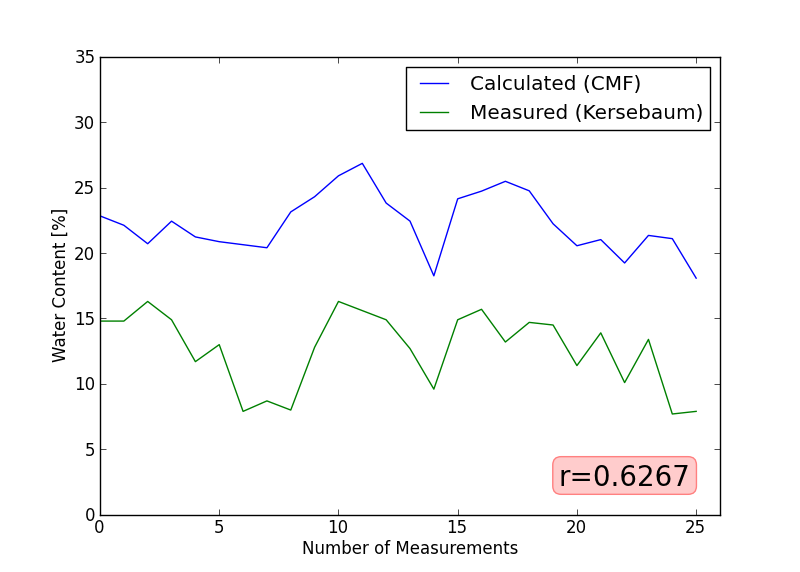 35
30
25
20
15
10
5
0
Water Content [%]
Calculated (CMF)
Measured (Kersebaum)
r=0.6267
0 5 10 15 20 25
Number of Measurements